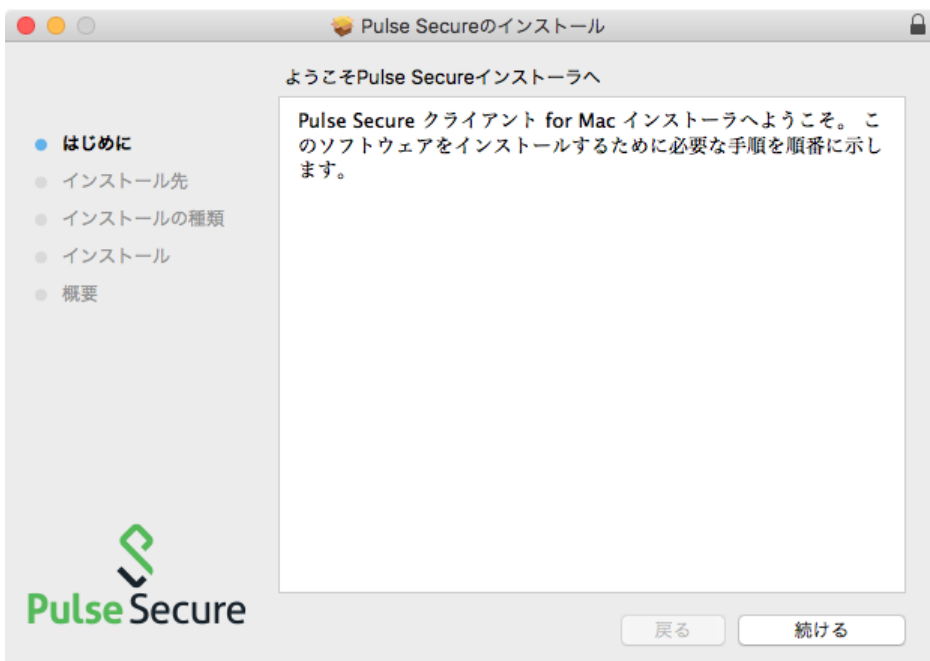 Pulse Secureのインストール
ようこそPulse Secureインストーラへ
はじめに
インストール先
インストールの種類
インストール
概要
Pulse Secure クライアント for Mac インストーラへようこそ。 こ
のソフトウェアをインストールするために必要な手順を順番に示し
ます。
Pulse Secure
戻る
続ける